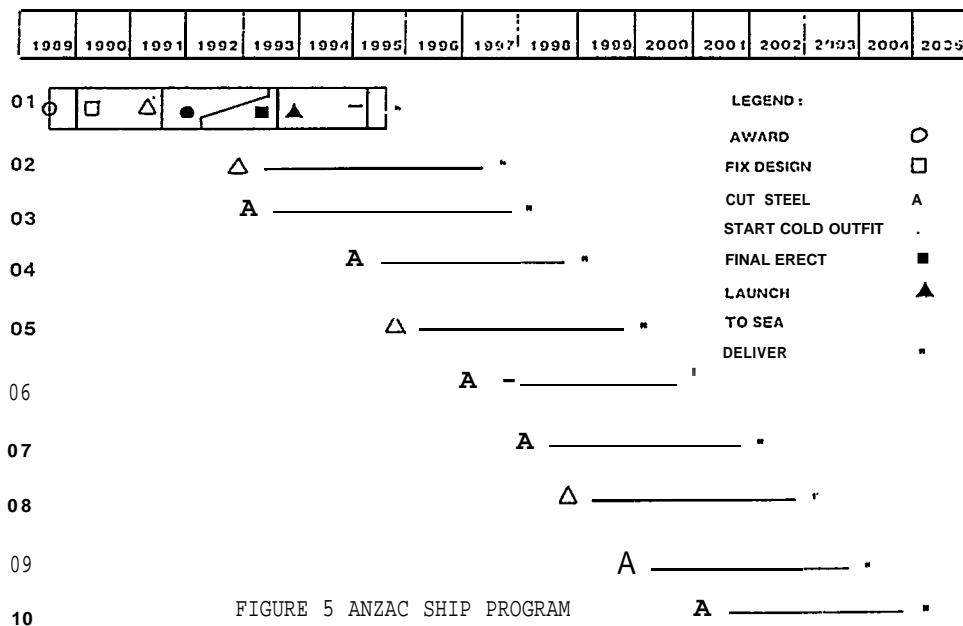 1989 1990 1991 1992 1993 1994 1995 1996 1997 1998 1999 2000 2001 2002 2003 2004 2005
01
LEGEND :
AWARD
02
FIX DESIGN
CUT STEEL A
03 A
START COLD OUTFIT .
04 A
FINAL ERECT
LAUNCH
05
TO SEA
DELIVER
06 A
07 A
08
09 A
10 A
FIGURE 5 ANZAC SHIP PROGRAM